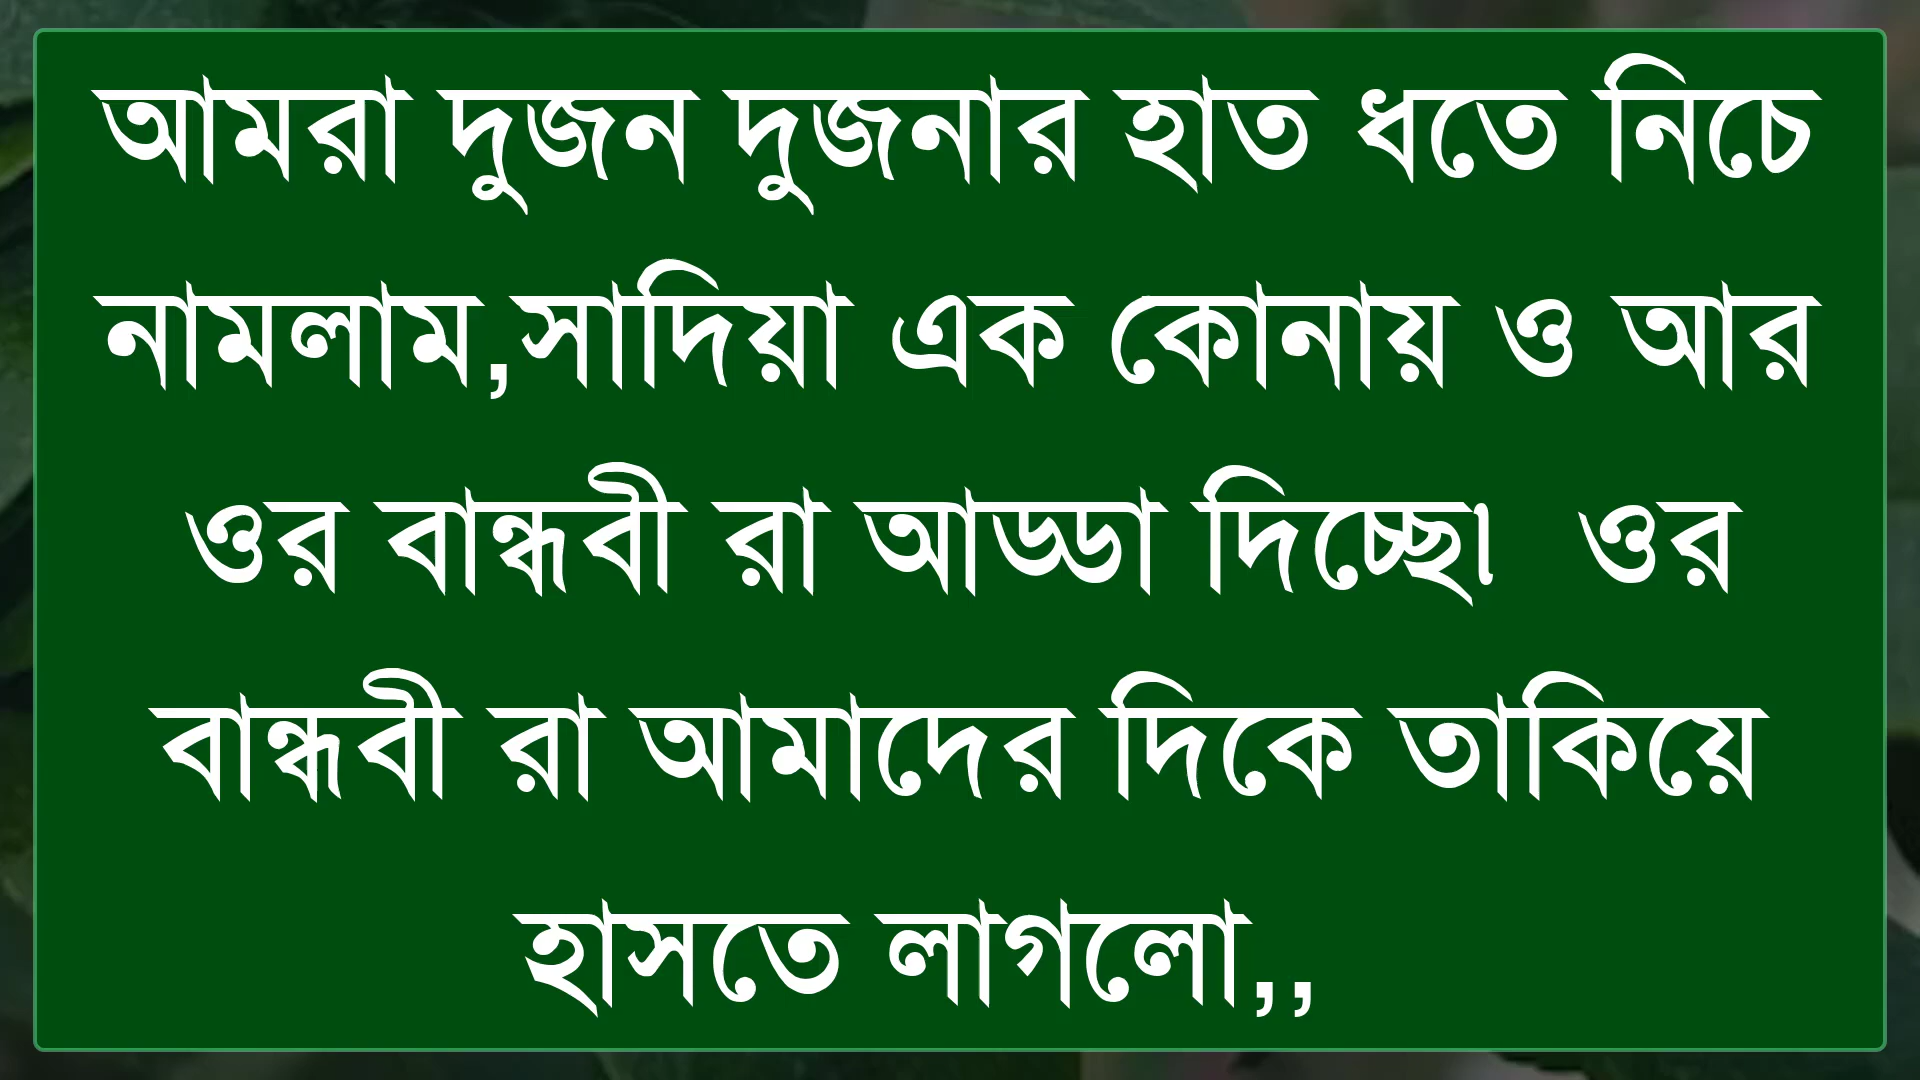 আমরা দুজন দুজনার হাত ধতে নিচে
নামলাম,সাদিয়া এক কোনায় ও আর
ওর বান্ধবী রা আড্ডা দিচ্ছে৷  ওর
বান্ধবী রা আমাদের দিকে তাকিয়ে
হাসতে লাগলো,,